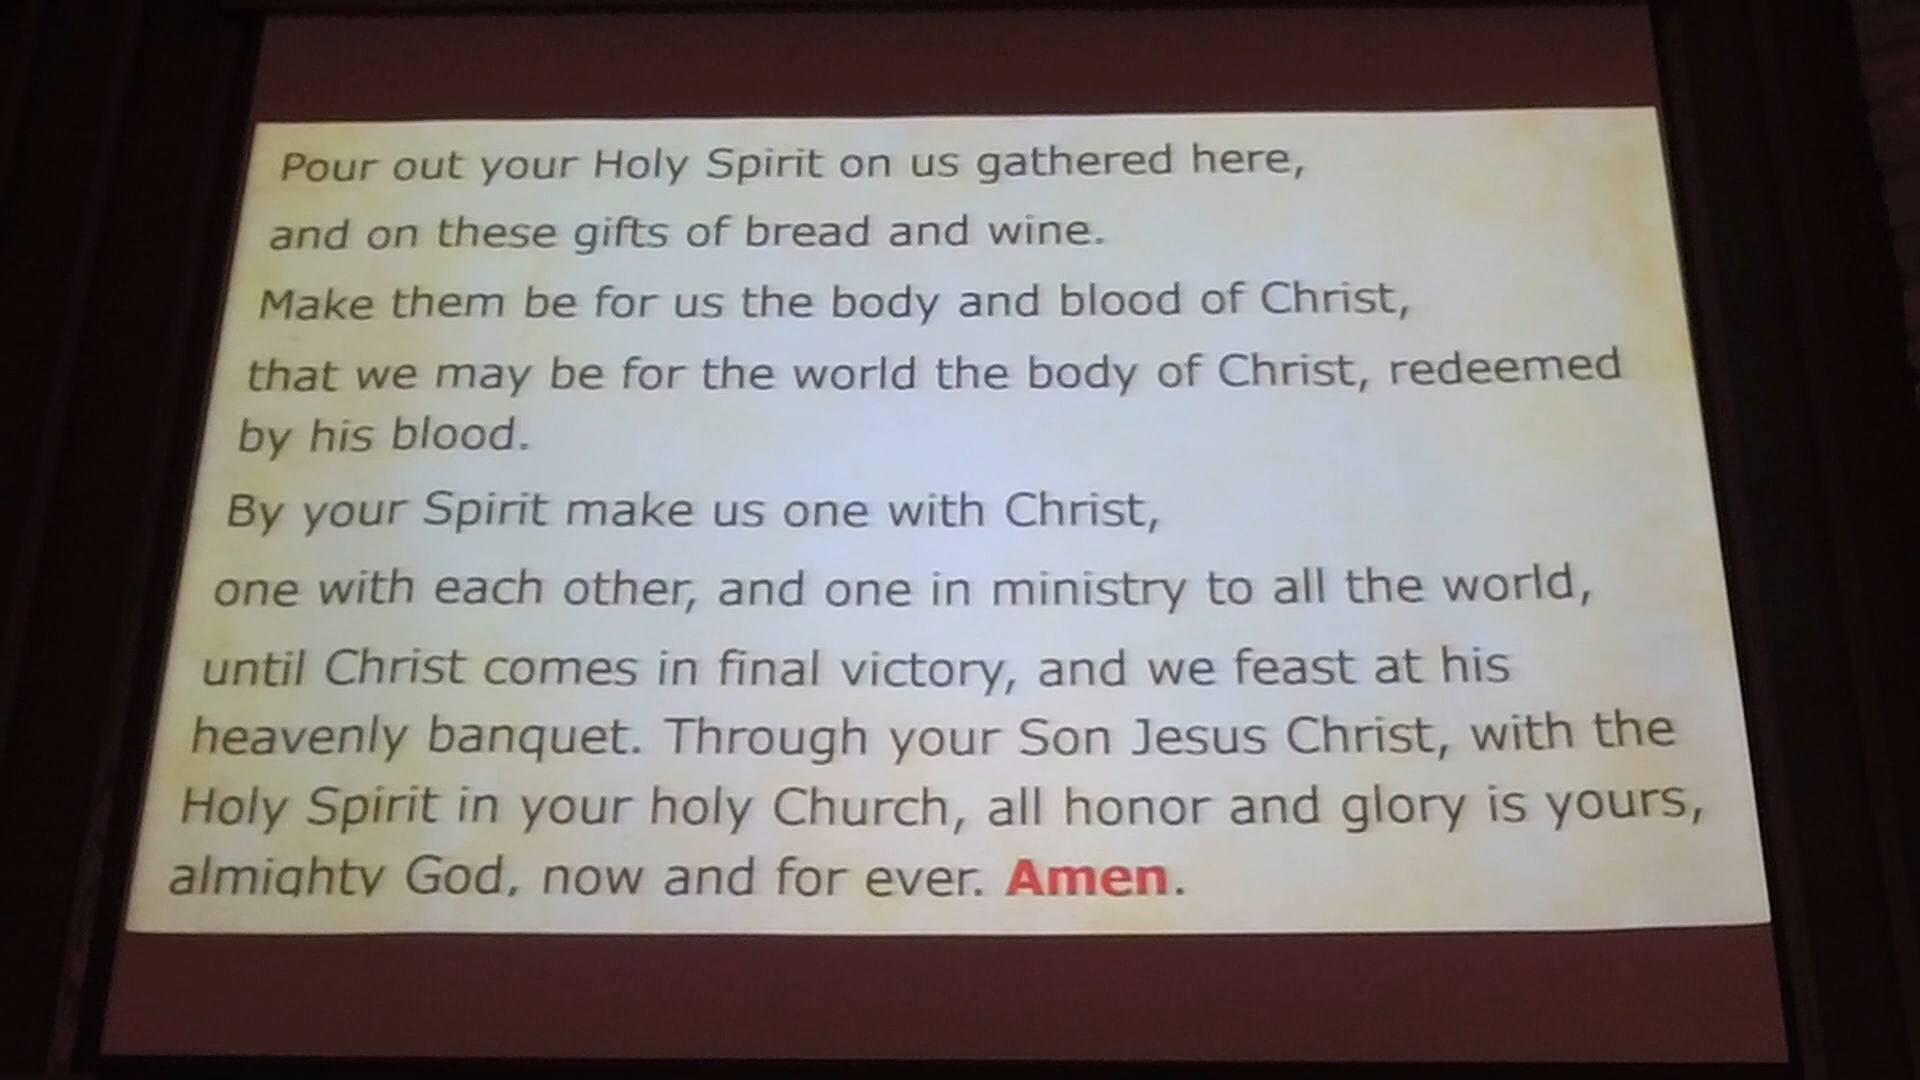 Pour out your Holy Spirit on us gathered here,
and on these gifts of bread and wine.
Make them be for us the body and blood of Christ,
that we may be for the world the body of Christ, redeemed
by his blood.
By your Spirit make us one with Christ,
one with each other, and one in ministry to all the world,
until Christ comes in final victory, and we feast at his
heavenly banquet. Through your Son Jesus Christ, with the
Holy Spirit in your holy Church, all honor and glory is yours,
almighty God, now and for ever. Amen.